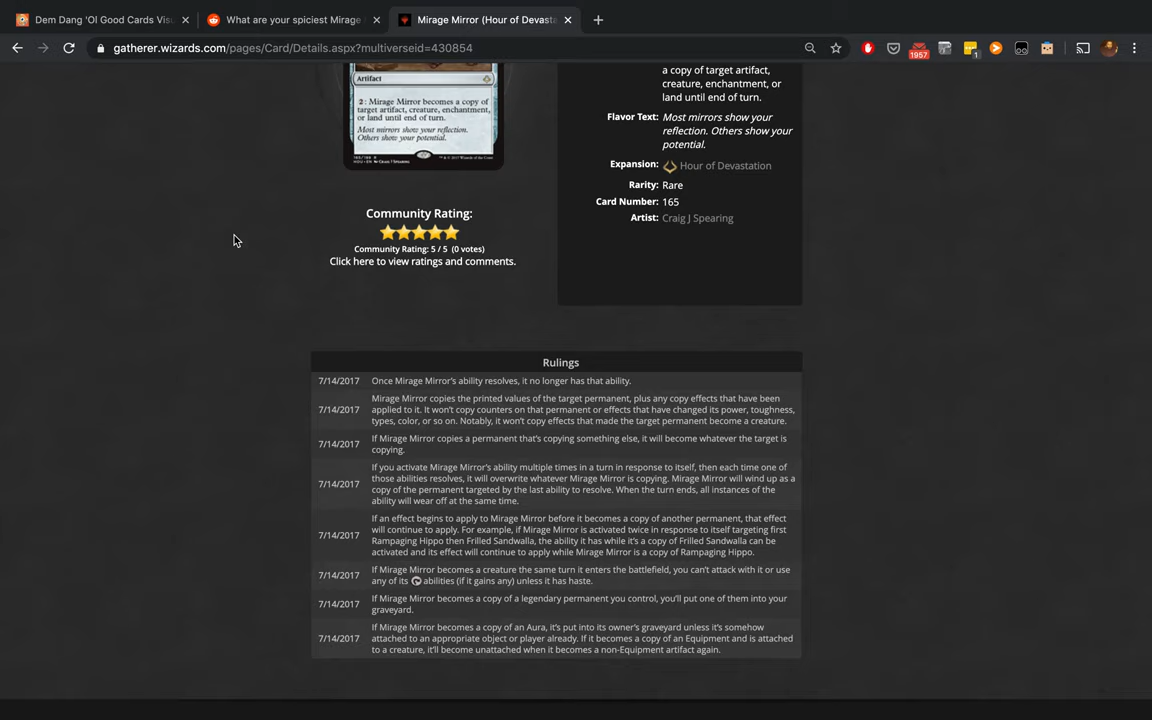 Dem Dang 'Ol Good Cards Visu
What are your spiciest Mirage
Mirage Mirror (Hour of Devasta
gatherer.wizards.com/pages/Card/Details.aspx?multiverseid=430854
1957
1
Artifact
2: Mirage Mirror becomes a copy of
target artifact, creature, enchantment,
or land until end of turn.
Most mirrors show your reflection.
Others show your potential.
a copy of target artifact,
creature, enchantment, or
land until end of turn.
Flavor Text: Most mirrors show your
reflection. Others show your
potential.
Expansion: Hour of Devastation
Rarity: Rare
Card Number: 165
Artist: Craig J Spearing
Community Rating:
Community Rating: 5 / 5 (0 votes)
Click here to view ratings and comments.
Rulings
7/14/2017 Once Mirage Mirror's ability resolves, it no longer has that ability.
7/14/2017 Mirage Mirror copies the printed values of the target permanent, plus any copy effects that have been
applied to it. It won't copy counters on that permanent or effects that have changed its power, toughness,
types, color, or so on. Notably, it won't copy effects that made the target permanent become a creature.
7/14/2017 If Mirage Mirror copies a permanent that's copying something else, it will become whatever the target is
copying.
7/14/2017 If you activate Mirage Mirror's ability multiple times in a turn in response to itself, then each time one of
those abilities resolves, it will overwrite whatever Mirage Mirror is copying. Mirage Mirror will wind up as a
copy of the permanent targeted by the last ability to resolve. When the turn ends, all instances of the
ability will wear off at the same time.
7/14/2017 If an effect begins to apply to Mirage Mirror before it becomes a copy of another permanent, that effect
will continue to apply. For example, if Mirage Mirror is activated twice in response to itself targeting first
Rampaging Hippo then Frilled Sandwalla, the ability it has while it's a copy of Frilled Sandwalla can be
activated and its effect will continue to apply while Mirage Mirror is a copy of Rampaging Hippo.
7/14/2017 If Mirage Mirror becomes a creature the same turn it enters the battlefield, you can't attack with it or use
any of its abilities (if it gains any) unless it has haste.
7/14/2017 If Mirage Mirror becomes a copy of a legendary permanent you control, you'll put one of them into your
graveyard.
7/14/2017 If Mirage Mirror becomes a copy of an Aura, it's put into its owner's graveyard unless it's somehow
attached to an appropriate object or player already. If it becomes a copy of an Equipment and is attached
to a creature, it'll become unattached when it becomes a non-Equipment artifact again.